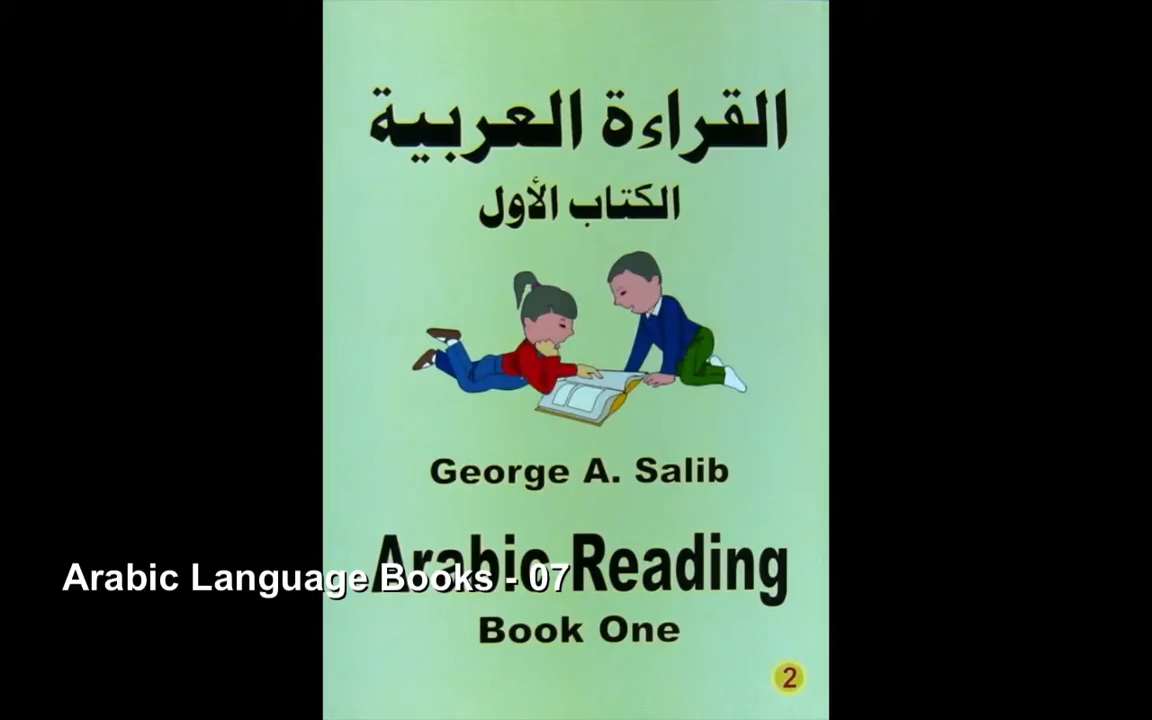 القراءة العربية
الكتاب الأول
George A. Salib
Arabic Reading
Arabic Language Books - 07
Book One
2